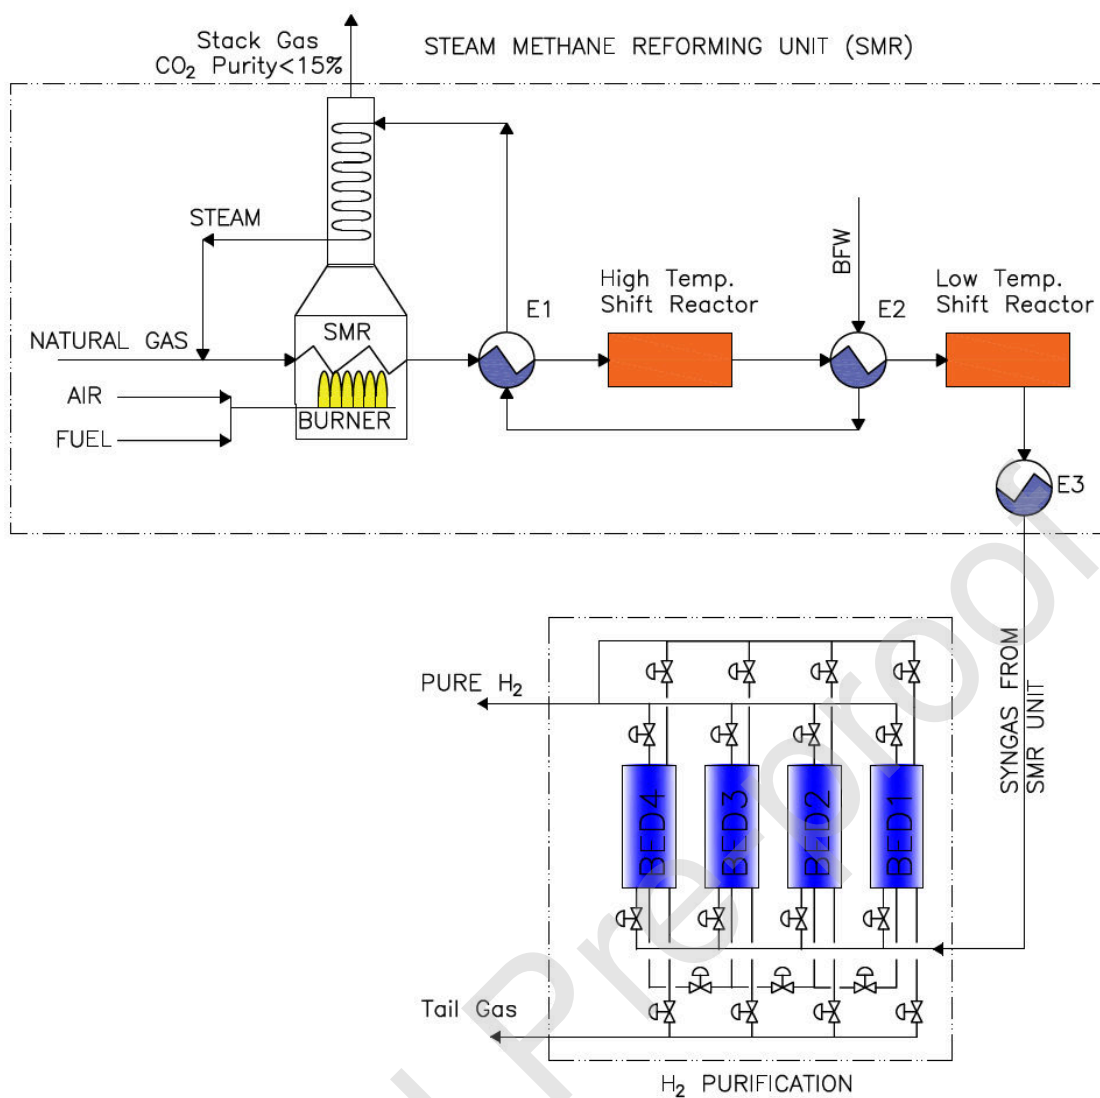 Stack Gas
CO₂ Purity<15%
STEAM METHANE REFORMING UNIT (SMR)
STEAM
BFW
High Temp.
Shift Reactor
Low Temp.
Shift Reactor
E1
E2
NATURAL GAS
SMR
AIR
BURNER
FUEL
E3
SYNGAS FROM
SMR UNIT
PURE H₂
BED4
BED3
BED2
BED1
Tail Gas
H₂ PURIFICATION
Pre-proof